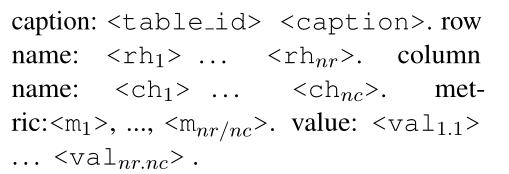 caption: <table_id> <caption>. row
name: <rh₁> ... <rhₙᵣ>. column
name: <ch₁> ... <chₙ𝒸>. met-
ric:<m₁>, ..., <mₙᵣ/ₙ𝒸>. value: <val₁.₁>
... <valₙᵣ.ₙ𝒸> .